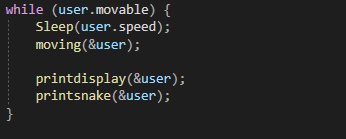 while (user.movable) {
    Sleep(user.speed);
    moving(&user);

    printdisplay(&user);
    printsnake(&user);
}